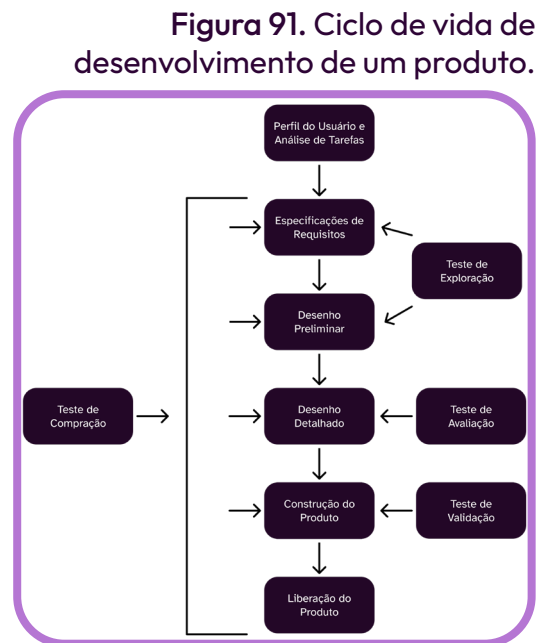 Figura 91. Ciclo de vida de
desenvolvimento de um produto.
Perfil do Usuário e
Análise de Tarefas
Especificações de
Requisitos
Teste de
Exploração
Desenho
Preliminar
Teste de
Compração
Desenho
Detalhado
Teste de
Avaliação
Construção do
Produto
Teste de
Validação
Liberação do
Produto